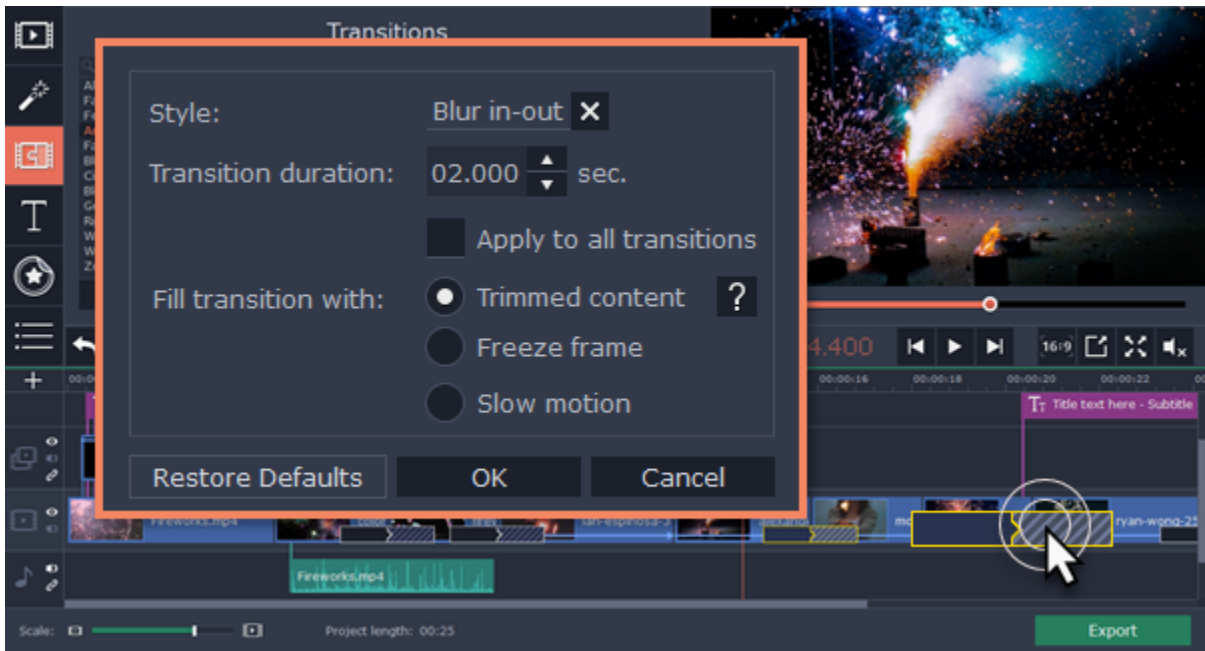 Transitions
Style: Blur in-out
Transition duration: 02.000 sec.
Apply to all transitions
Fill transition with: Trimmed content ?
Freeze frame
Slow motion
Restore Defaults OK Cancel
T
4.400 16:9
00:00:16 00:00:18 00:00:20 00:00:22
Title text here - Subtitle
Fireworks.mp4
ryan-wong-25
Fireworks.mp4
Scale: Project length: 00:25
Export